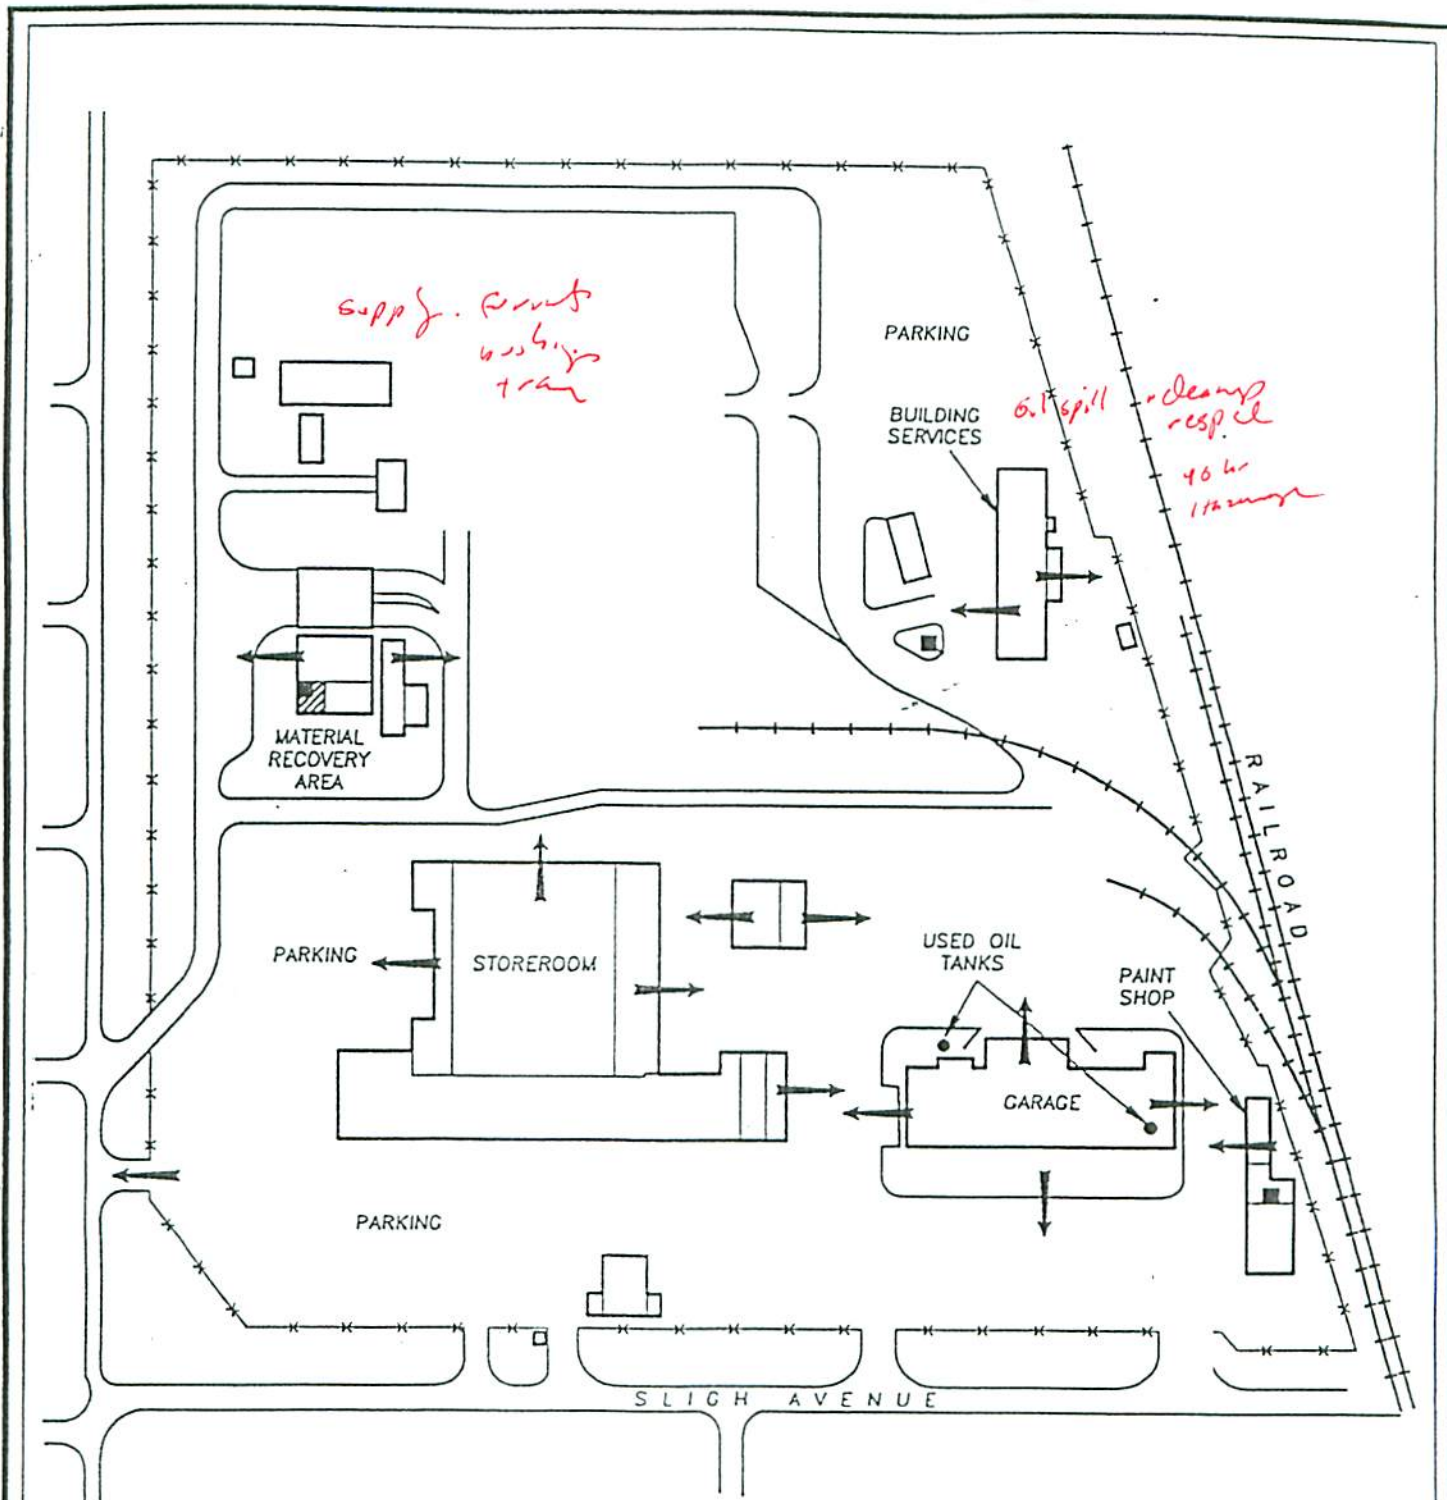 PARKING
BUILDING
SERVICES
oil spill cleanup
40 hr
MATERIAL
RECOVERY
AREA
RAILROAD
PARKING
STOREROOM
USED OIL
TANKS
PAINT
SHOP
GARAGE
PARKING
SLIGH AVENUE